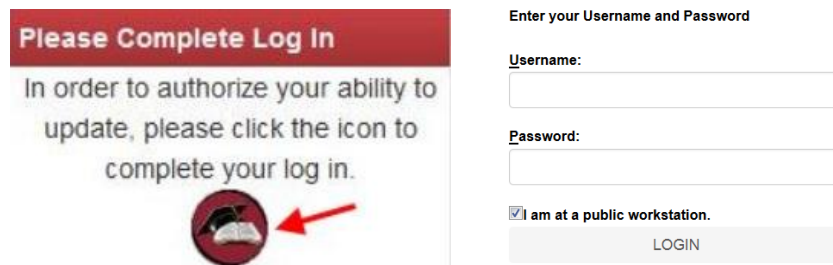 Please Complete Log In
In order to authorize your ability to
update, please click the icon to
complete your log in.
Enter your Username and Password
Username:
Password:
I am at a public workstation.
LOGIN